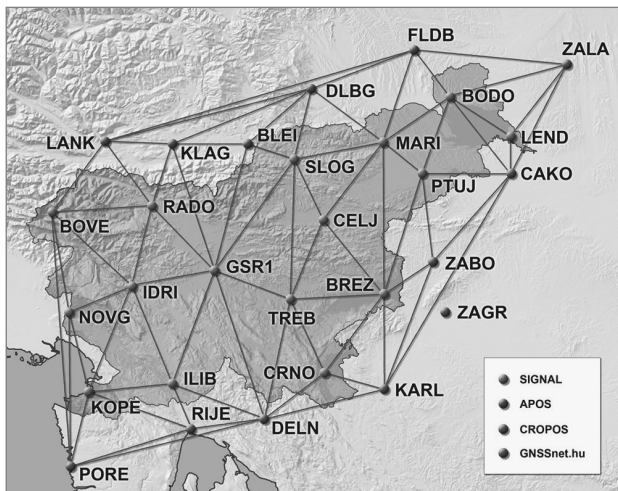 FLDB
ZALA
DLBG
BODO
LANK
KLAG
BLEI
MARI
LEND
SLOG
PTUJ
CAKO
RADO
BOVE
CELJ
GSR1
ZABO
IDRI
BREZ
NOVG
TREB
ZAGR
CRNO
ILIB
KARL
KOPE
RIJE
DELN
PORE
SIGNAL
APOS
CROPOS
GNSSnet.hu